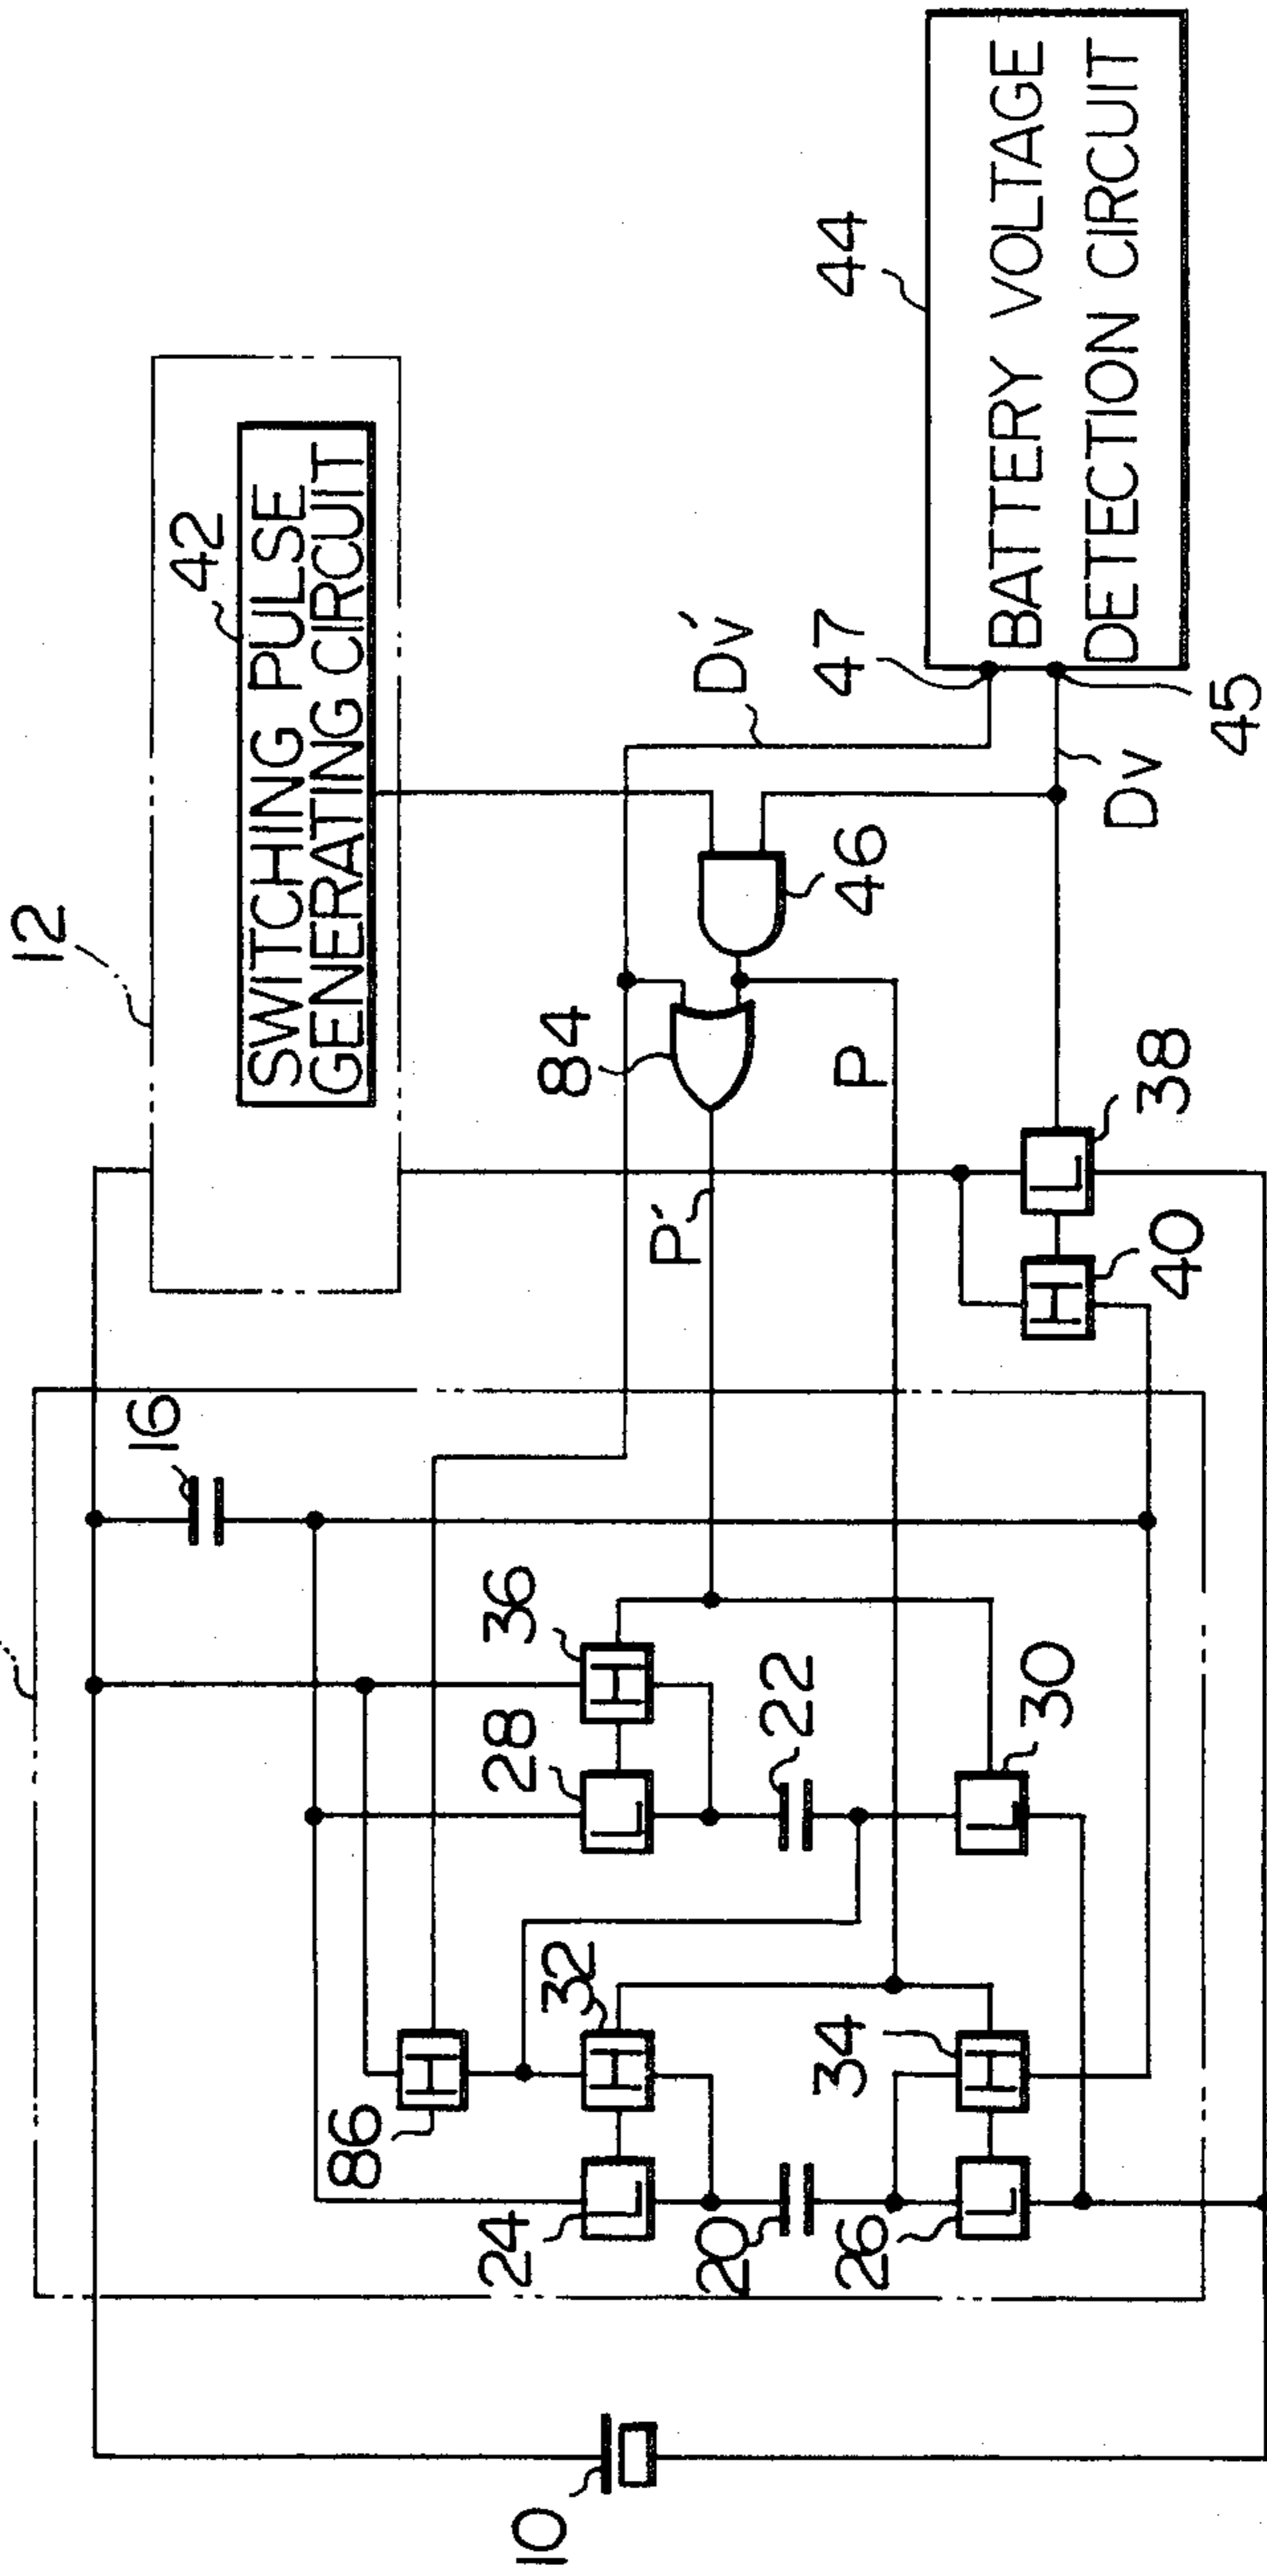 12
42
SWITCHING PULSE
GENERATING CIRCUIT
16
36
28
22
30
86
32
24
20
34
26
10
84
P'
P
46
Dv'
47
44
BATTERY VOLTAGE
DETECTION CIRCUIT
45
Dv
38
40
H
H
L
H
L
L
H
L
L
H